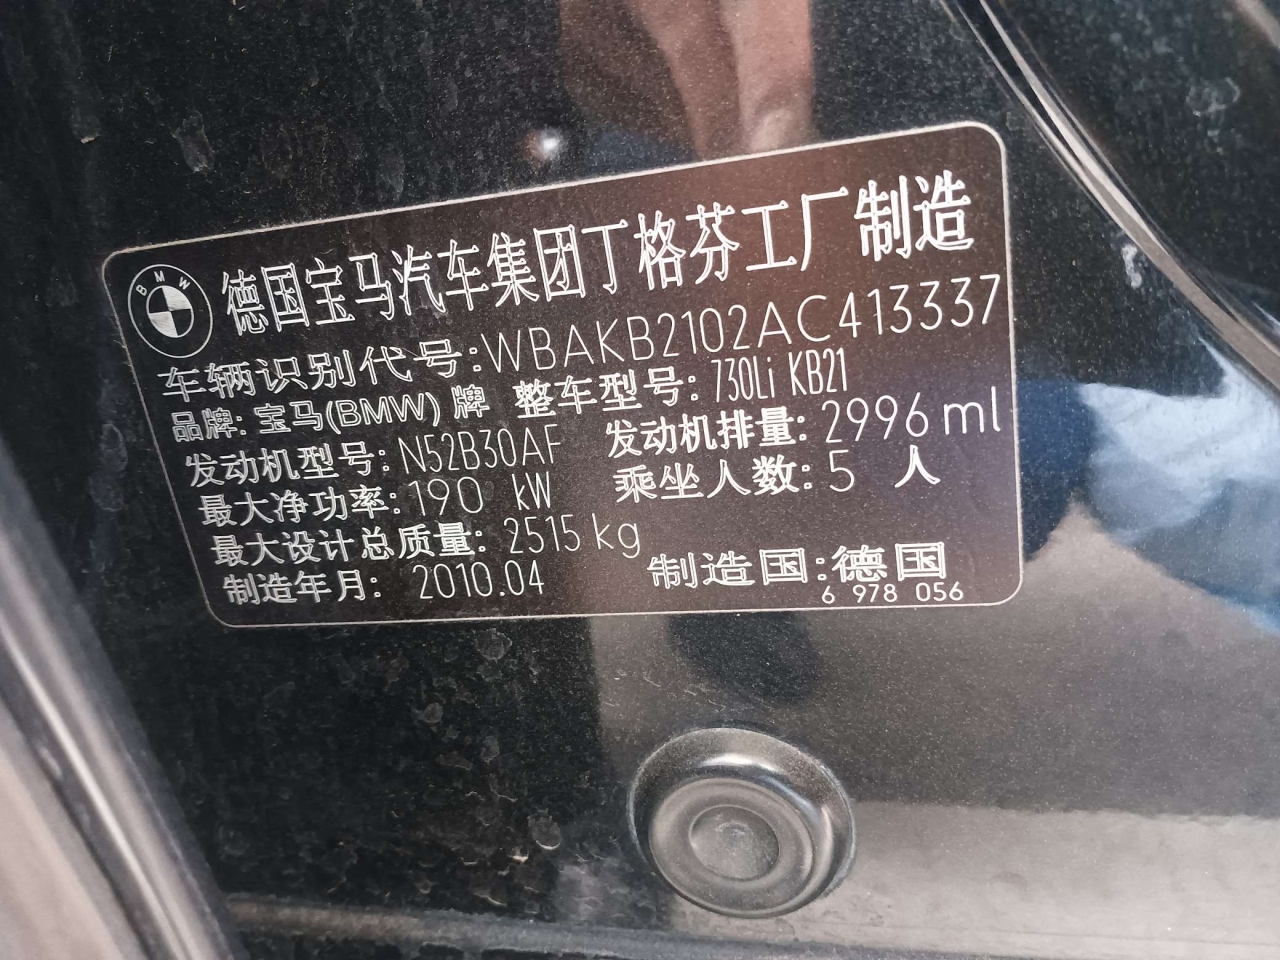 BMW
德国宝马汽车集团丁格芬工厂制造
车辆识别代号:WBAKB2102AC413337
品牌: 宝马(BMW) 牌 整车型号: 730Li KB21
发动机型号: N52B30AF 发动机排量: 2996 ml
最大净功率: 190 kW 乘坐人数: 5 人
最大设计总质量: 2515 kg
制造年月: 2010.04 制造国: 德国
6 978 056